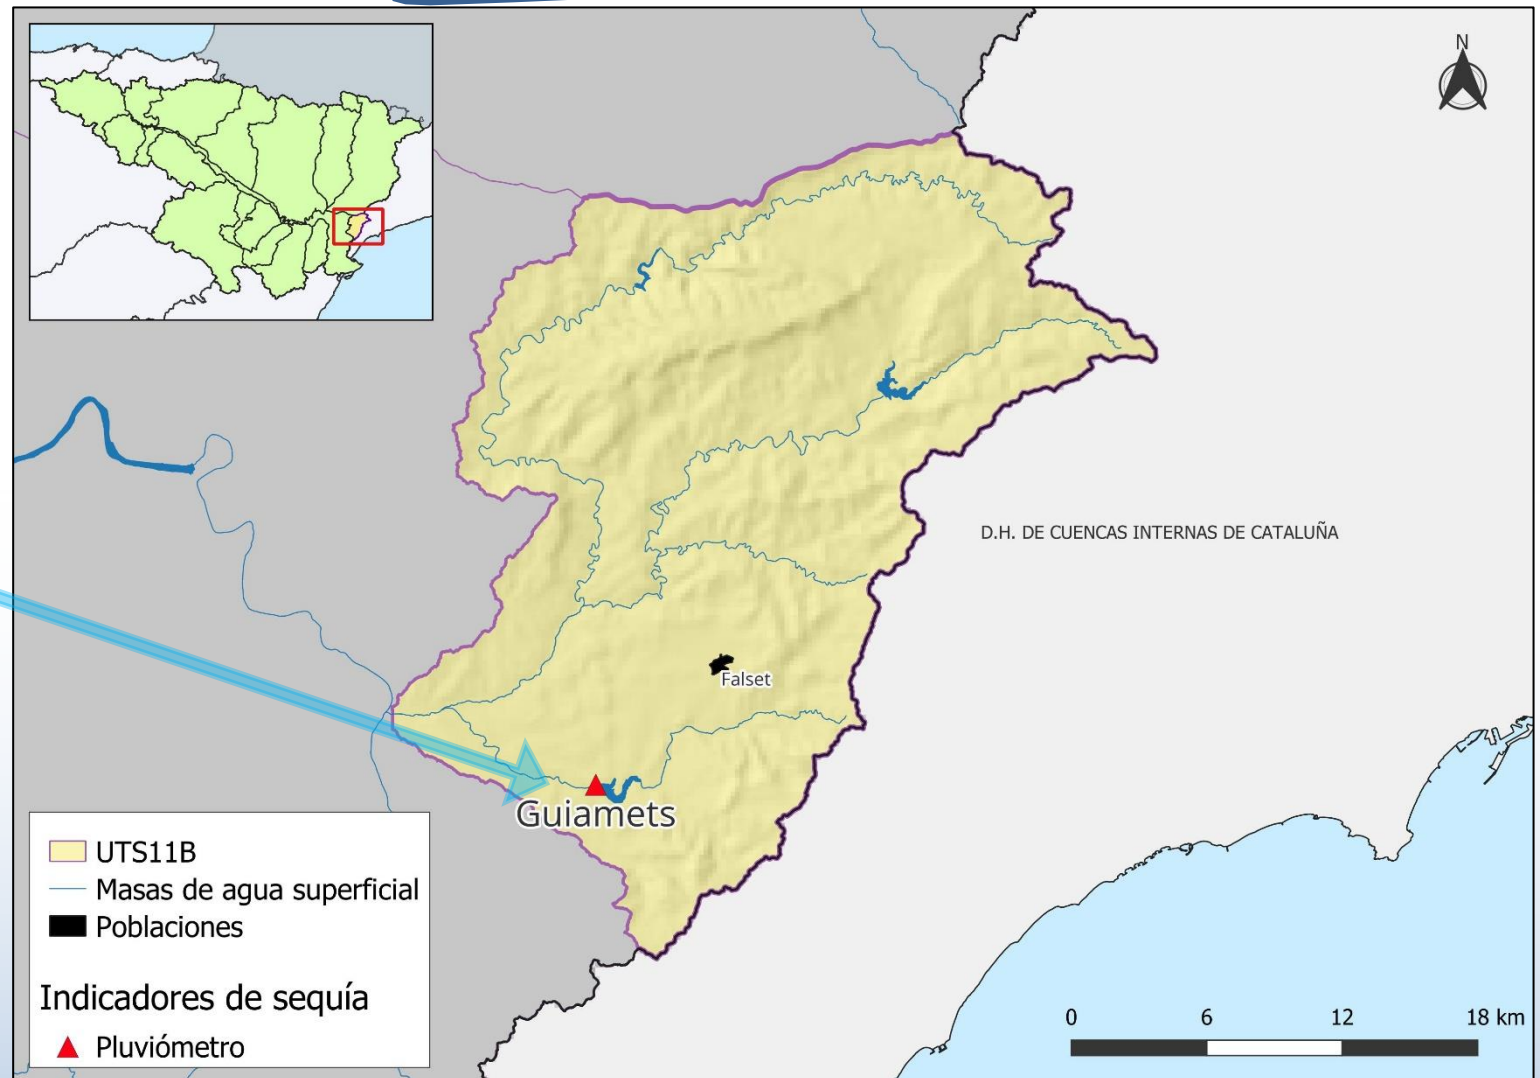 N
D.H. DE CUENCAS INTERNAS DE CATALUÑA
Falset
Guiamets
UTS11B
Masas de agua superficial
Poblaciones
Indicadores de sequía
Pluviómetro
0 6 12 18 km